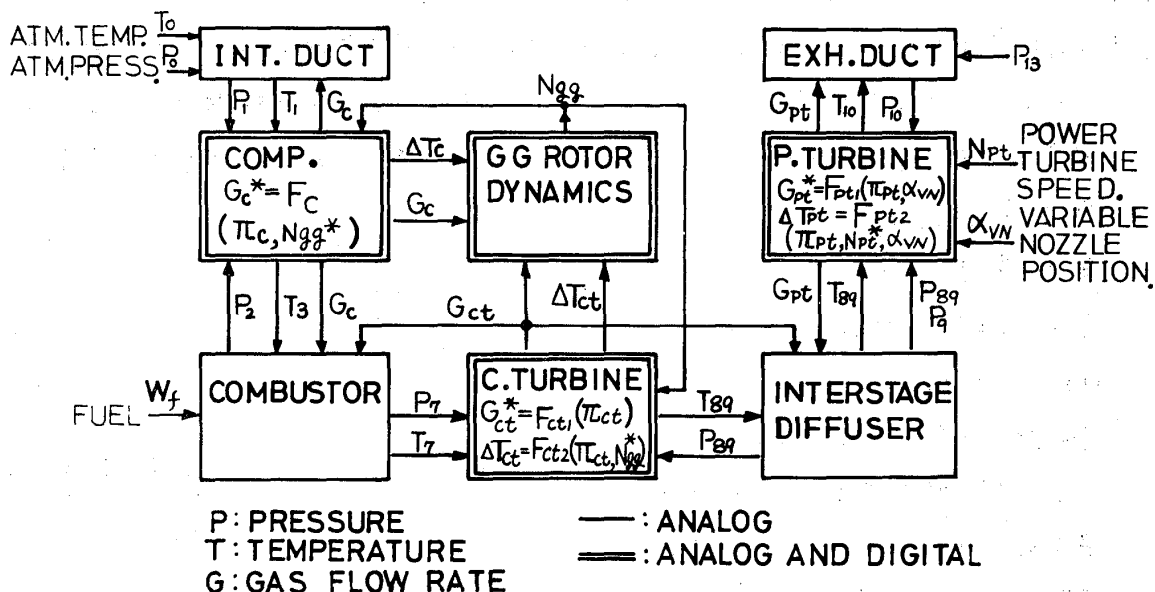 ATM. TEMP. To
ATM. PRESS. Po
INT. DUCT
EXH. DUCT
P13
P1 T1 Gc
Ngg
Gpt T10 P10
COMP.
Gc* = Fc
(πc, Ngg*)
ΔTc
Gc
GG ROTOR
DYNAMICS
P. TURBINE
Gpt* = Fpt1(πpt, αVN)
ΔTpt = Fpt2
(πpt, Npt*, αVN)
Npt
αVN
POWER
TURBINE
SPEED.
VARIABLE
NOZZLE
POSITION.
P2 T3 Gc
Gct
ΔTct
Gpt T89 P89
P9
COMBUSTOR
Wf
FUEL
P7
T7
C. TURBINE
Gct* = Fct1(πct)
ΔTct = Fct2(πct, Ngg*)
T89
P89
INTERSTAGE
DIFFUSER
P: PRESSURE
T: TEMPERATURE
G: GAS FLOW RATE
: ANALOG
: ANALOG AND DIGITAL